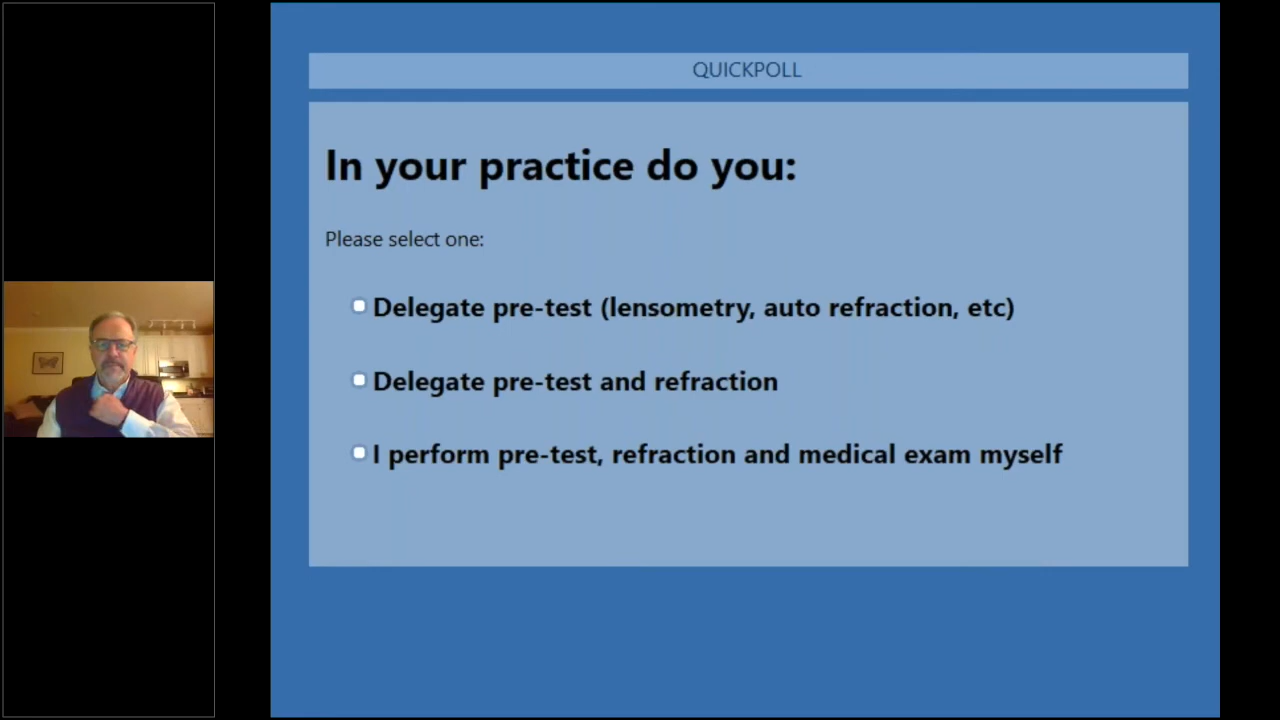 QUICKPOLL
In your practice do you:
Please select one:
Delegate pre-test (lensometry, auto refraction, etc)
Delegate pre-test and refraction
I perform pre-test, refraction and medical exam myself